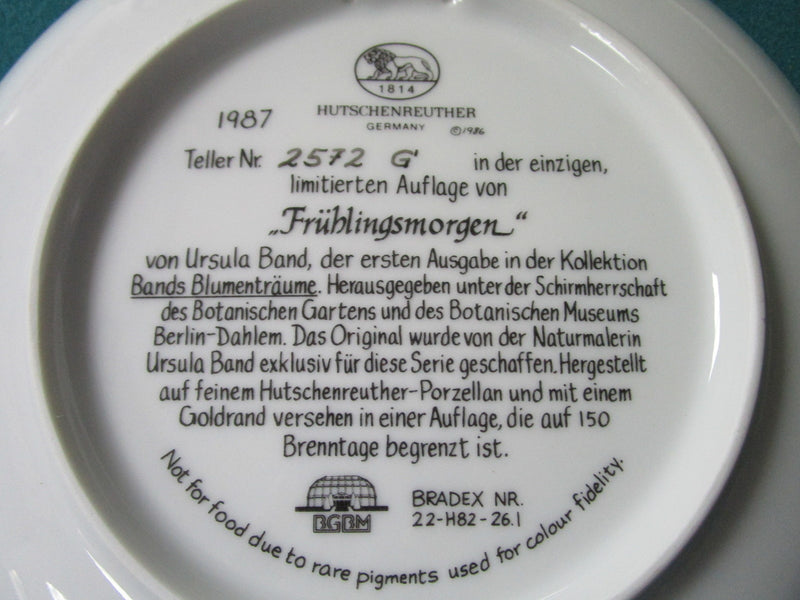 1814
HUTSCHENREUTHER
GERMANY ©1986
1987
Teller Nr. 2572 G' in der einzigen,
limitierten Auflage von
„Frühlingsmorgen“
von Ursula Band, der ersten Ausgabe in der Kollektion
Bands Blumenträume. Herausgegeben unter der Schirmherrschaft
des Botanischen Gartens und des Botanischen Museums
Berlin-Dahlem. Das Original wurde von der Naturmalerin
Ursula Band exklusiv für diese Serie geschaffen. Hergestellt
auf feinem Hutschenreuther-Porzellan und mit einem
Goldrand versehen in einer Auflage, die auf 150
Brenntage begrenzt ist.
BGBM
BRADEX NR.
22-H82-26.1
Not for food due to rare pigments used for colour fidelity.